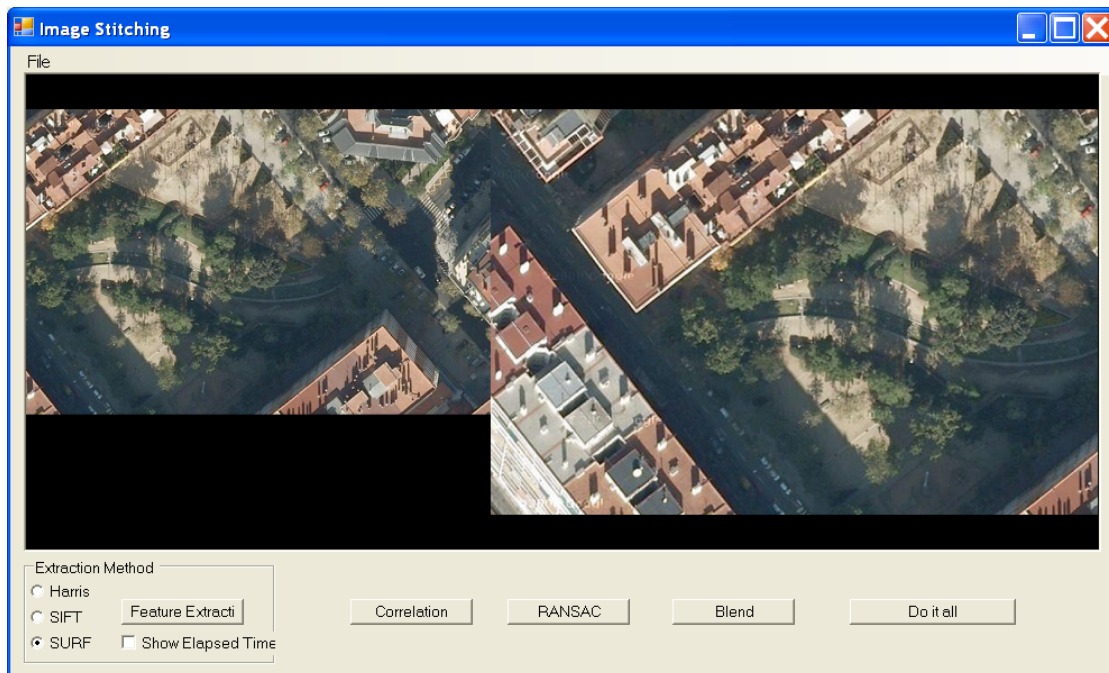 Image Stitching
File
Extraction Method
Harris
SIFT
SURF
Feature Extracti
Show Elapsed Time
Correlation
RANSAC
Blend
Do it all